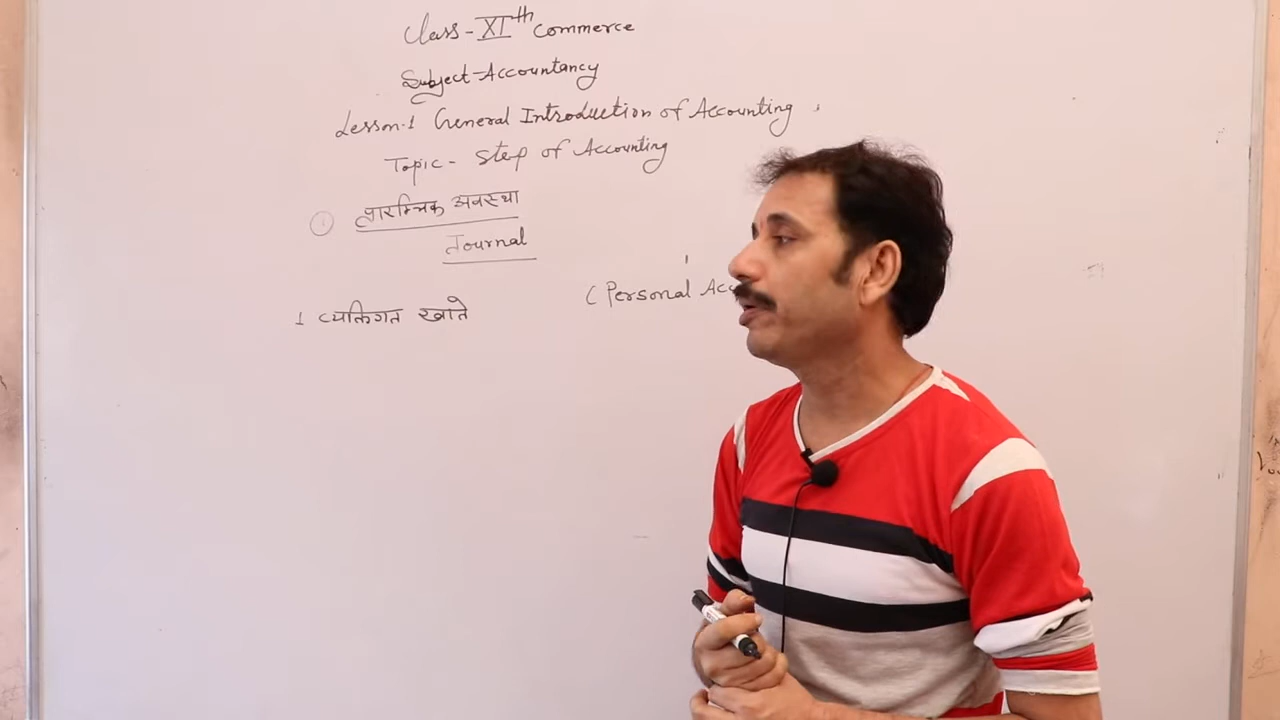 Class - XIth Commerce
Subject - Accountancy
Lesson-1 General Introduction of Accounting
Topic - Step of Accounting
1 प्रारम्भिक अवस्था
Journal
1 व्यक्तिगत खाते (Personal Acc